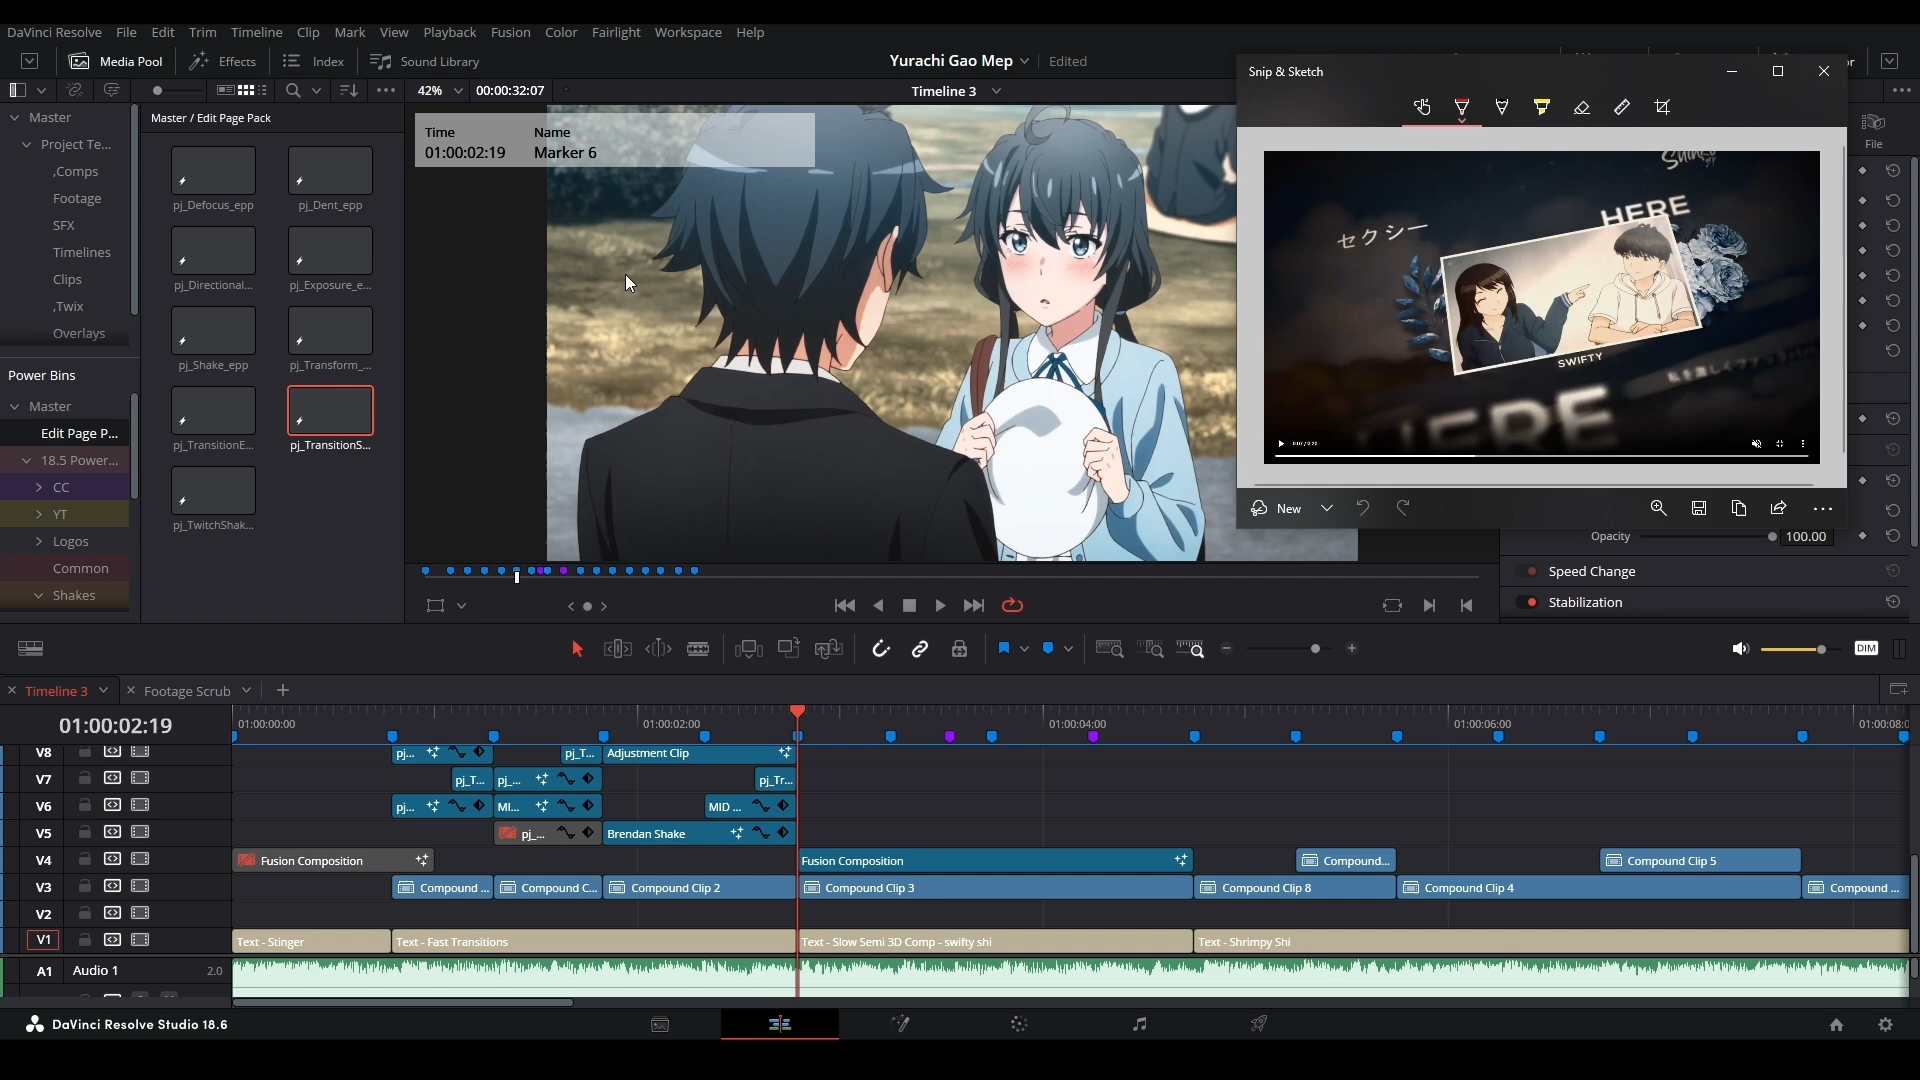 DaVinci Resolve File Edit Trim Timeline Clip Mark View Playback Fusion Color Fairlight Workspace Help
Media Pool Effects Index Sound Library
Yurachi Gao Mep Edited
42% 00:00:32:07 Timeline 3
Master
Project Te...
,Comps
Footage
SFX
Timelines
Clips
,Twix
Overlays
Power Bins
Master
Edit Page P...
18.5 Power...
CC
YT
Logos
Common
Shakes
Master / Edit Page Pack
pj_Defocus_epp pj_Dent_epp
pj_Directional... pj_Exposure_e...
pj_Shake_epp pj_Transform_...
pj_TransitionE... pj_TransitionS...
pj_TwitchShak...
Time Name
01:00:02:19 Marker 6
Snip & Sketch
HERE
セクシー
SWIFTY
HERE
New
File
Opacity 100.00
Speed Change
Stabilization
DIM
Timeline 3 Footage Scrub
01:00:02:19
01:00:00:00 01:00:02:00 01:00:04:00 01:00:06:00 01:00:08:0
V8 pj... pj_T... Adjustment Clip
V7 pj_T... pj_... pj_Tr...
V6 pj... MI... MID ...
V5 pj_... Brendan Shake
V4 Fusion Composition Fusion Composition Compound... Compound Clip 5
V3 Compound ... Compound C... Compound Clip 2 Compound Clip 3 Compound Clip 8 Compound Clip 4 Compound ...
V2
V1 Text - Stinger Text - Fast Transitions Text - Slow Semi 3D Comp - swifty shi Text - Shrimpy Shi
A1 Audio 1 2.0
DaVinci Resolve Studio 18.6